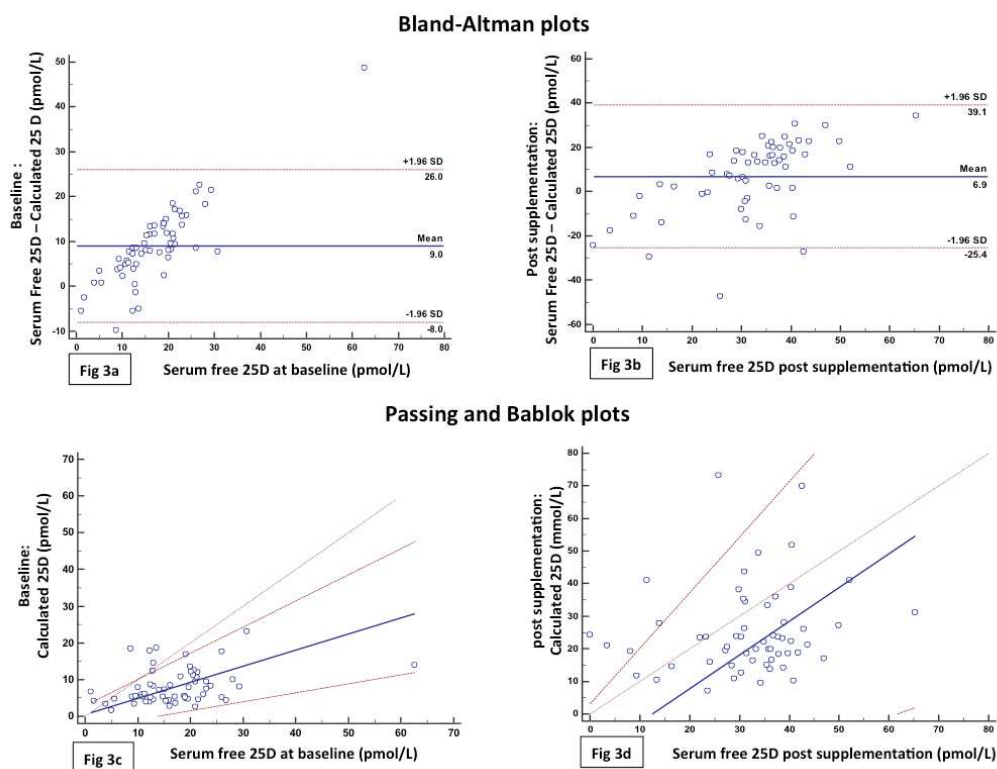 Bland-Altman plots
Baseline :
Serum Free 25D – Calculated 25 D (pmol/L)
50
40
30
20
10
0
-10
+1.96 SD
26.0
Mean
9.0
-1.96 SD
-8.0
0 10 20 30 40 50 60 70 80
Fig 3a
Serum free 25D at baseline (pmol/L)
Post supplementation:
Serum Free 25D – Calculated 25D (pmol/L)
60
40
20
0
-20
-40
-60
+1.96 SD
39.1
Mean
6.9
-1.96 SD
-25.4
0 10 20 30 40 50 60 70 80
Fig 3b
Serum free 25D post supplementation (pmol/L)
Passing and Bablok plots
Baseline:
Calculated 25D (pmol/L)
70
60
50
40
30
20
10
0
0 10 20 30 40 50 60 70
Fig 3c
Serum free 25D at baseline (pmol/L)
post supplementation:
Calculated 25D (mmol/L)
80
70
60
50
40
30
20
10
0
0 10 20 30 40 50 60 70 80
Fig 3d
Serum free 25D post supplementation (pmol/L)